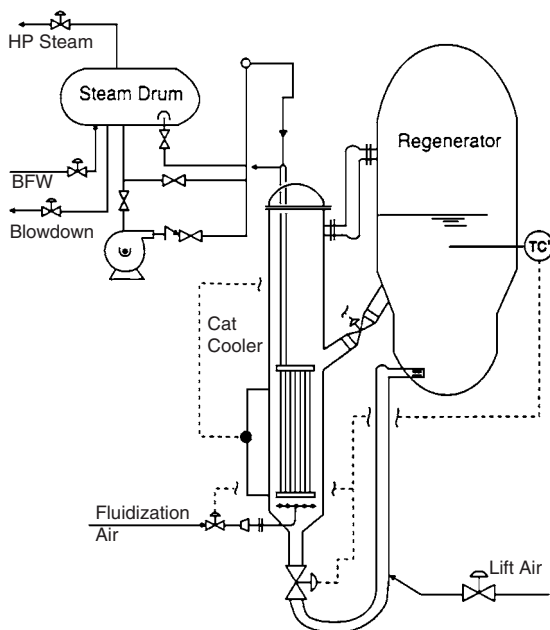 HP Steam
Steam Drum
Regenerator
BFW
Blowdown
TC
Cat
Cooler
Fluidization
Air
Lift Air